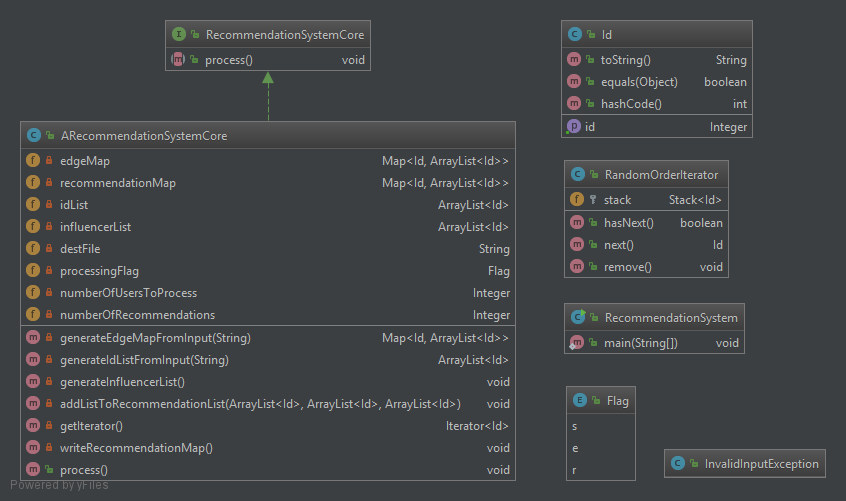 I RecommendationSystemCore
m process() void
C ARecommendationSystemCore
f edgeMap Map<Id, ArrayList<Id>>
f recommendationMap Map<Id, ArrayList<Id>>
f idList ArrayList<Id>
f influencerList ArrayList<Id>
f destFile String
f processingFlag Flag
f numberOfUsersToProcess Integer
f numberOfRecommendations Integer
m generateEdgeMapFromInput(String) Map<Id, ArrayList<Id>>
m generateIdListFromInput(String) ArrayList<Id>
m generateInfluencerList() void
m addListToRecommendationList(ArrayList<Id>, ArrayList<Id>, ArrayList<Id>) void
m getIterator() Iterator<Id>
m writeRecommendationMap() void
m process() void
Powered by yFiles
C Id
m toString() String
m equals(Object) boolean
m hashCode() int
p id Integer
C RandomOrderIterator
f stack Stack<Id>
m hasNext() boolean
m next() Id
m remove() void
C RecommendationSystem
m main(String[]) void
E Flag
s
e
r
C InvalidInputException